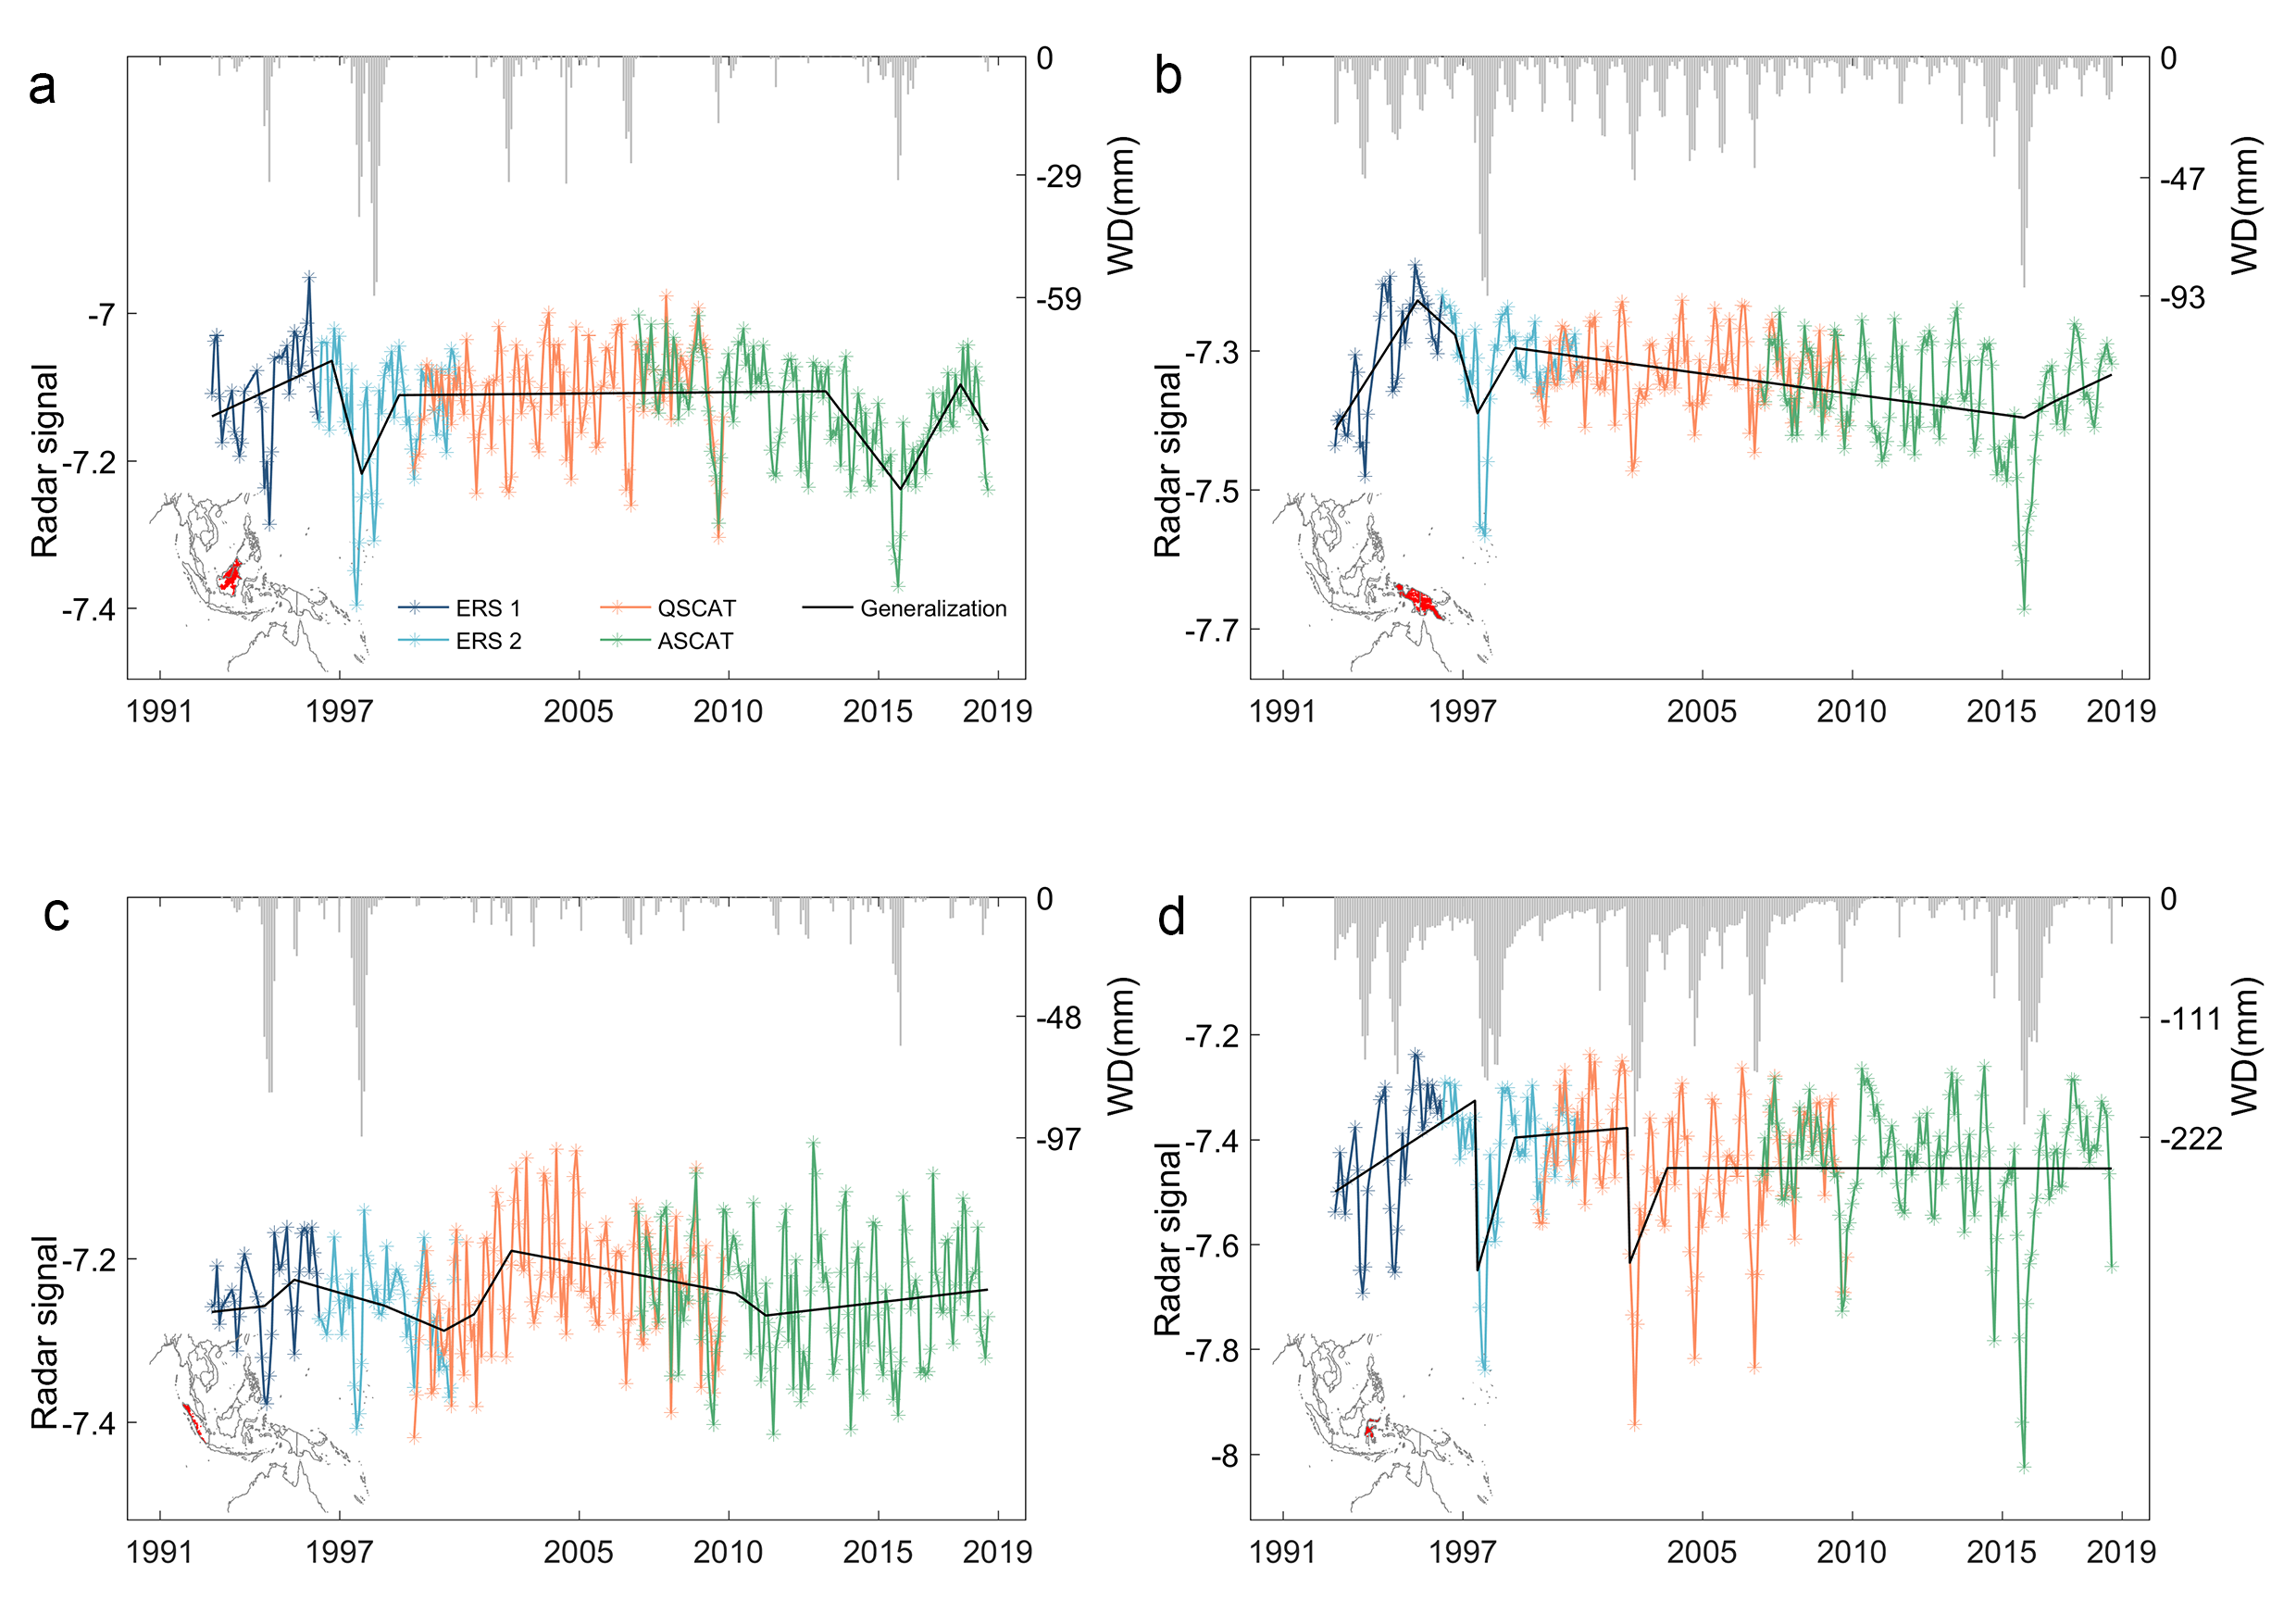 a
0
-29
-59
WD(mm)
-7
-7.2
-7.4
Radar signal
ERS 1
QSCAT
Generalization
ERS 2
ASCAT
1991
1997
2005
2010
2015
2019
b
0
-47
-93
WD(mm)
-7.3
-7.5
-7.7
Radar signal
1991
1997
2005
2010
2015
2019
c
0
-48
-97
WD(mm)
-7.2
-7.4
Radar signal
1991
1997
2005
2010
2015
2019
d
0
-111
-222
WD(mm)
-7.2
-7.4
-7.6
-7.8
-8
Radar signal
1991
1997
2005
2010
2015
2019